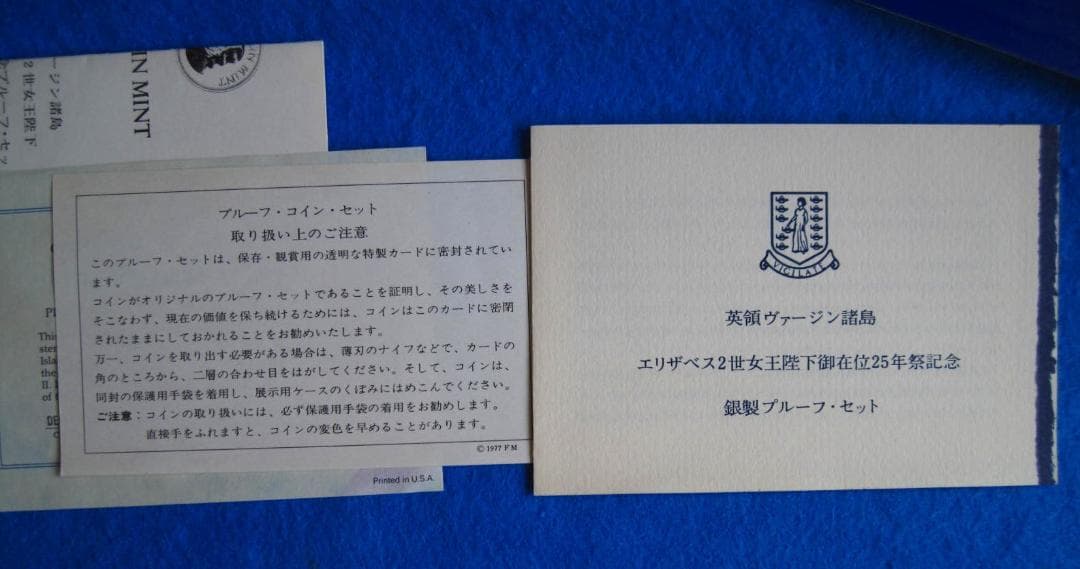 IN MINT
ージン諸島
2世女王陛下
プルーフ・セッ
プルーフ・コイン・セット
取り扱い上のご注意
このプルーフ・セットは、保存・観賞用の透明な特製カードに密封されてい
ます。
コインがオリジナルのプルーフ・セットであることを証明し、その美しさを
そこなわず、現在の価値を保ち続けるためには、コインはこのカードに密閉
されたままにしておかれることをお勧めいたします。
万一、コインを取り出す必要がある場合は、薄刃のナイフなどで、カードの
角のところから、二層の合わせ目をはがしてください。そして、コインは、
同封の保護用手袋を着用し、展示用ケースのくぼみにはめこんでください。
ご注意：コインの取り扱いには、必ず保護用手袋の着用をお勧めします。
直接手をふれますと、コインの変色を早めることがあります。
© 1977 FM
Printed in U.S.A.
This
ster
Isla
the
II.
of t
VIGILATE
英領ヴァージン諸島
エリザベス2世女王陛下御在位25年祭記念
銀製プルーフ・セット